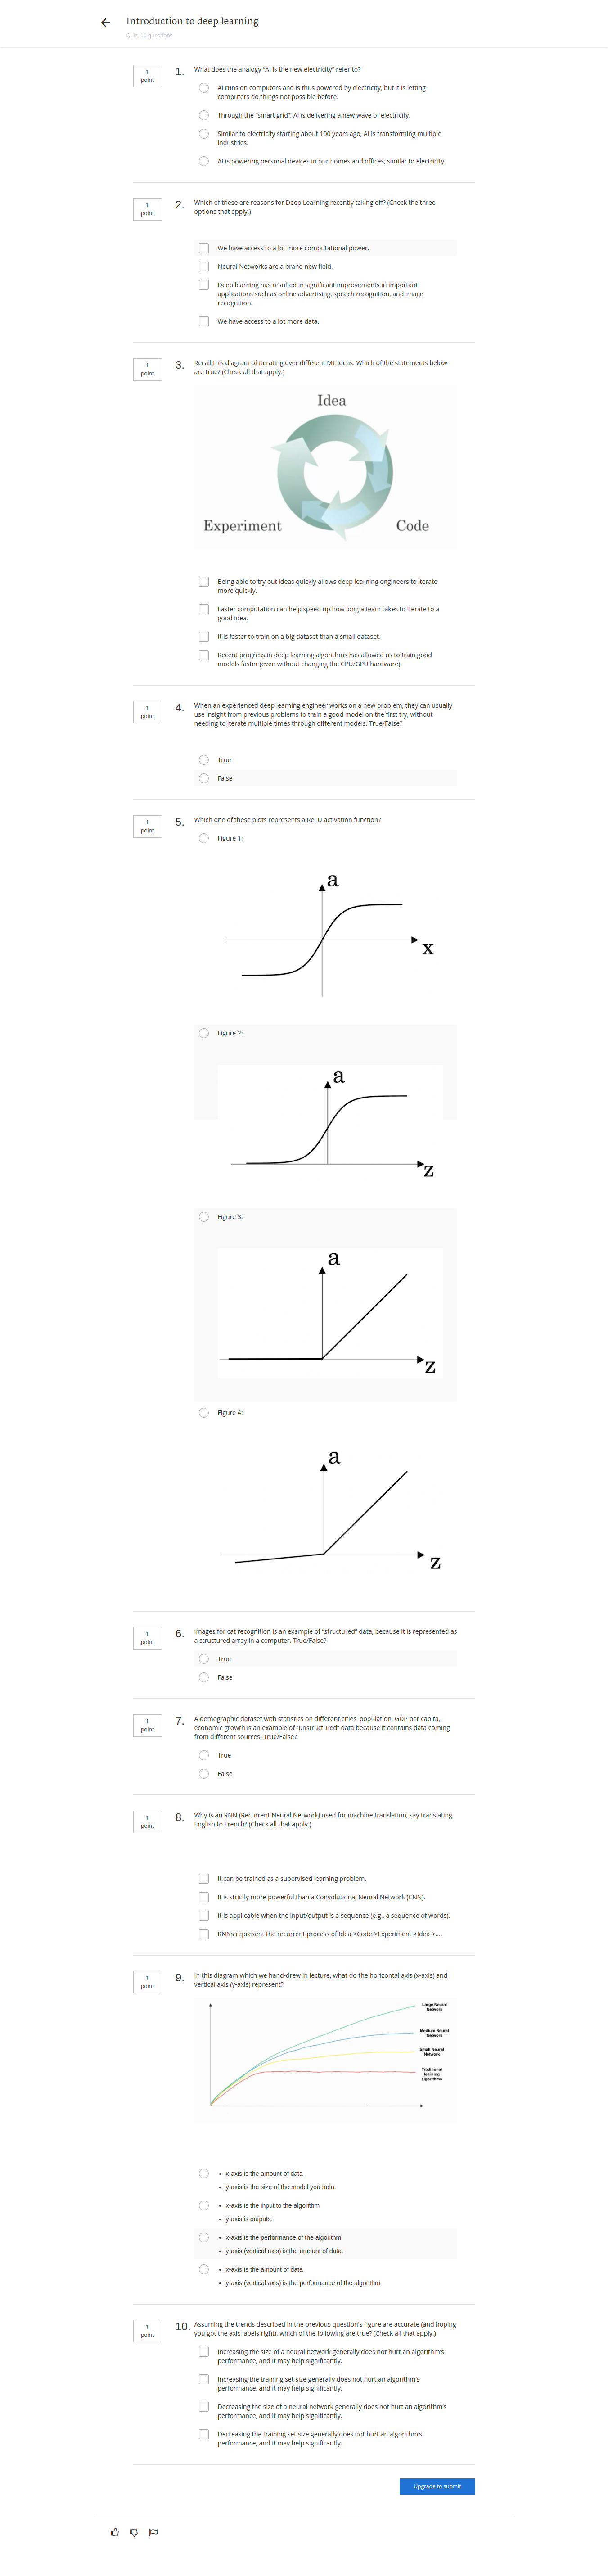 Introduction to deep learning
Quiz, 10 questions
1
point
1.
What does the analogy “AI is the new electricity” refer to?
AI runs on computers and is thus powered by electricity, but it is letting
computers do things not possible before.
Through the “smart grid”, AI is delivering a new wave of electricity.
Similar to electricity starting about 100 years ago, AI is transforming multiple
industries.
AI is powering personal devices in our homes and offices, similar to electricity.
1
point
2.
Which of these are reasons for Deep Learning recently taking off? (Check the three
options that apply.)
We have access to a lot more computational power.
Neural Networks are a brand new field.
Deep learning has resulted in significant improvements in important
applications such as online advertising, speech recognition, and image
recognition.
We have access to a lot more data.
1
point
3.
Recall this diagram of iterating over different ML ideas. Which of the statements below
are true? (Check all that apply.)
Idea
Experiment
Code
Being able to try out ideas quickly allows deep learning engineers to iterate
more quickly.
Faster computation can help speed up how long a team takes to iterate to a
good idea.
It is faster to train on a big dataset than a small dataset.
Recent progress in deep learning algorithms has allowed us to train good
models faster (even without changing the CPU/GPU hardware).
1
point
4.
When an experienced deep learning engineer works on a new problem, they can usually
use insight from previous problems to train a good model on the first try, without
needing to iterate multiple times through different models. True/False?
True
False
1
point
5.
Which one of these plots represents a ReLU activation function?
Figure 1:
a
x
Figure 2:
a
z
Figure 3:
a
z
Figure 4:
a
z
1
point
6.
Images for cat recognition is an example of “structured” data, because it is represented as
a structured array in a computer. True/False?
True
False
1
point
7.
A demographic dataset with statistics on different cities' population, GDP per capita,
economic growth is an example of “unstructured” data because it contains data coming
from different sources. True/False?
True
False
1
point
8.
Why is an RNN (Recurrent Neural Network) used for machine translation, say translating
English to French? (Check all that apply.)
It can be trained as a supervised learning problem.
It is strictly more powerful than a Convolutional Neural Network (CNN).
It is applicable when the input/output is a sequence (e.g., a sequence of words).
RNNs represent the recurrent process of Idea->Code->Experiment->Idea->....
1
point
9.
In this diagram which we hand-drew in lecture, what do the horizontal axis (x-axis) and
vertical axis (y-axis) represent?
Large Neural
Network
Medium Neural
Network
Small Neural
Network
Traditional
learning
algorithms
• x-axis is the amount of data
• y-axis is the size of the model you train.
• x-axis is the input to the algorithm
• y-axis is outputs.
• x-axis is the performance of the algorithm
• y-axis (vertical axis) is the amount of data.
• x-axis is the amount of data
• y-axis (vertical axis) is the performance of the algorithm.
1
point
10.
Assuming the trends described in the previous question's figure are accurate (and hoping
you got the axis labels right), which of the following are true? (Check all that apply.)
Increasing the size of a neural network generally does not hurt an algorithm’s
performance, and it may help significantly.
Increasing the training set size generally does not hurt an algorithm’s
performance, and it may help significantly.
Decreasing the size of a neural network generally does not hurt an algorithm’s
performance, and it may help significantly.
Decreasing the training set size generally does not hurt an algorithm’s
performance, and it may help significantly.
Upgrade to submit